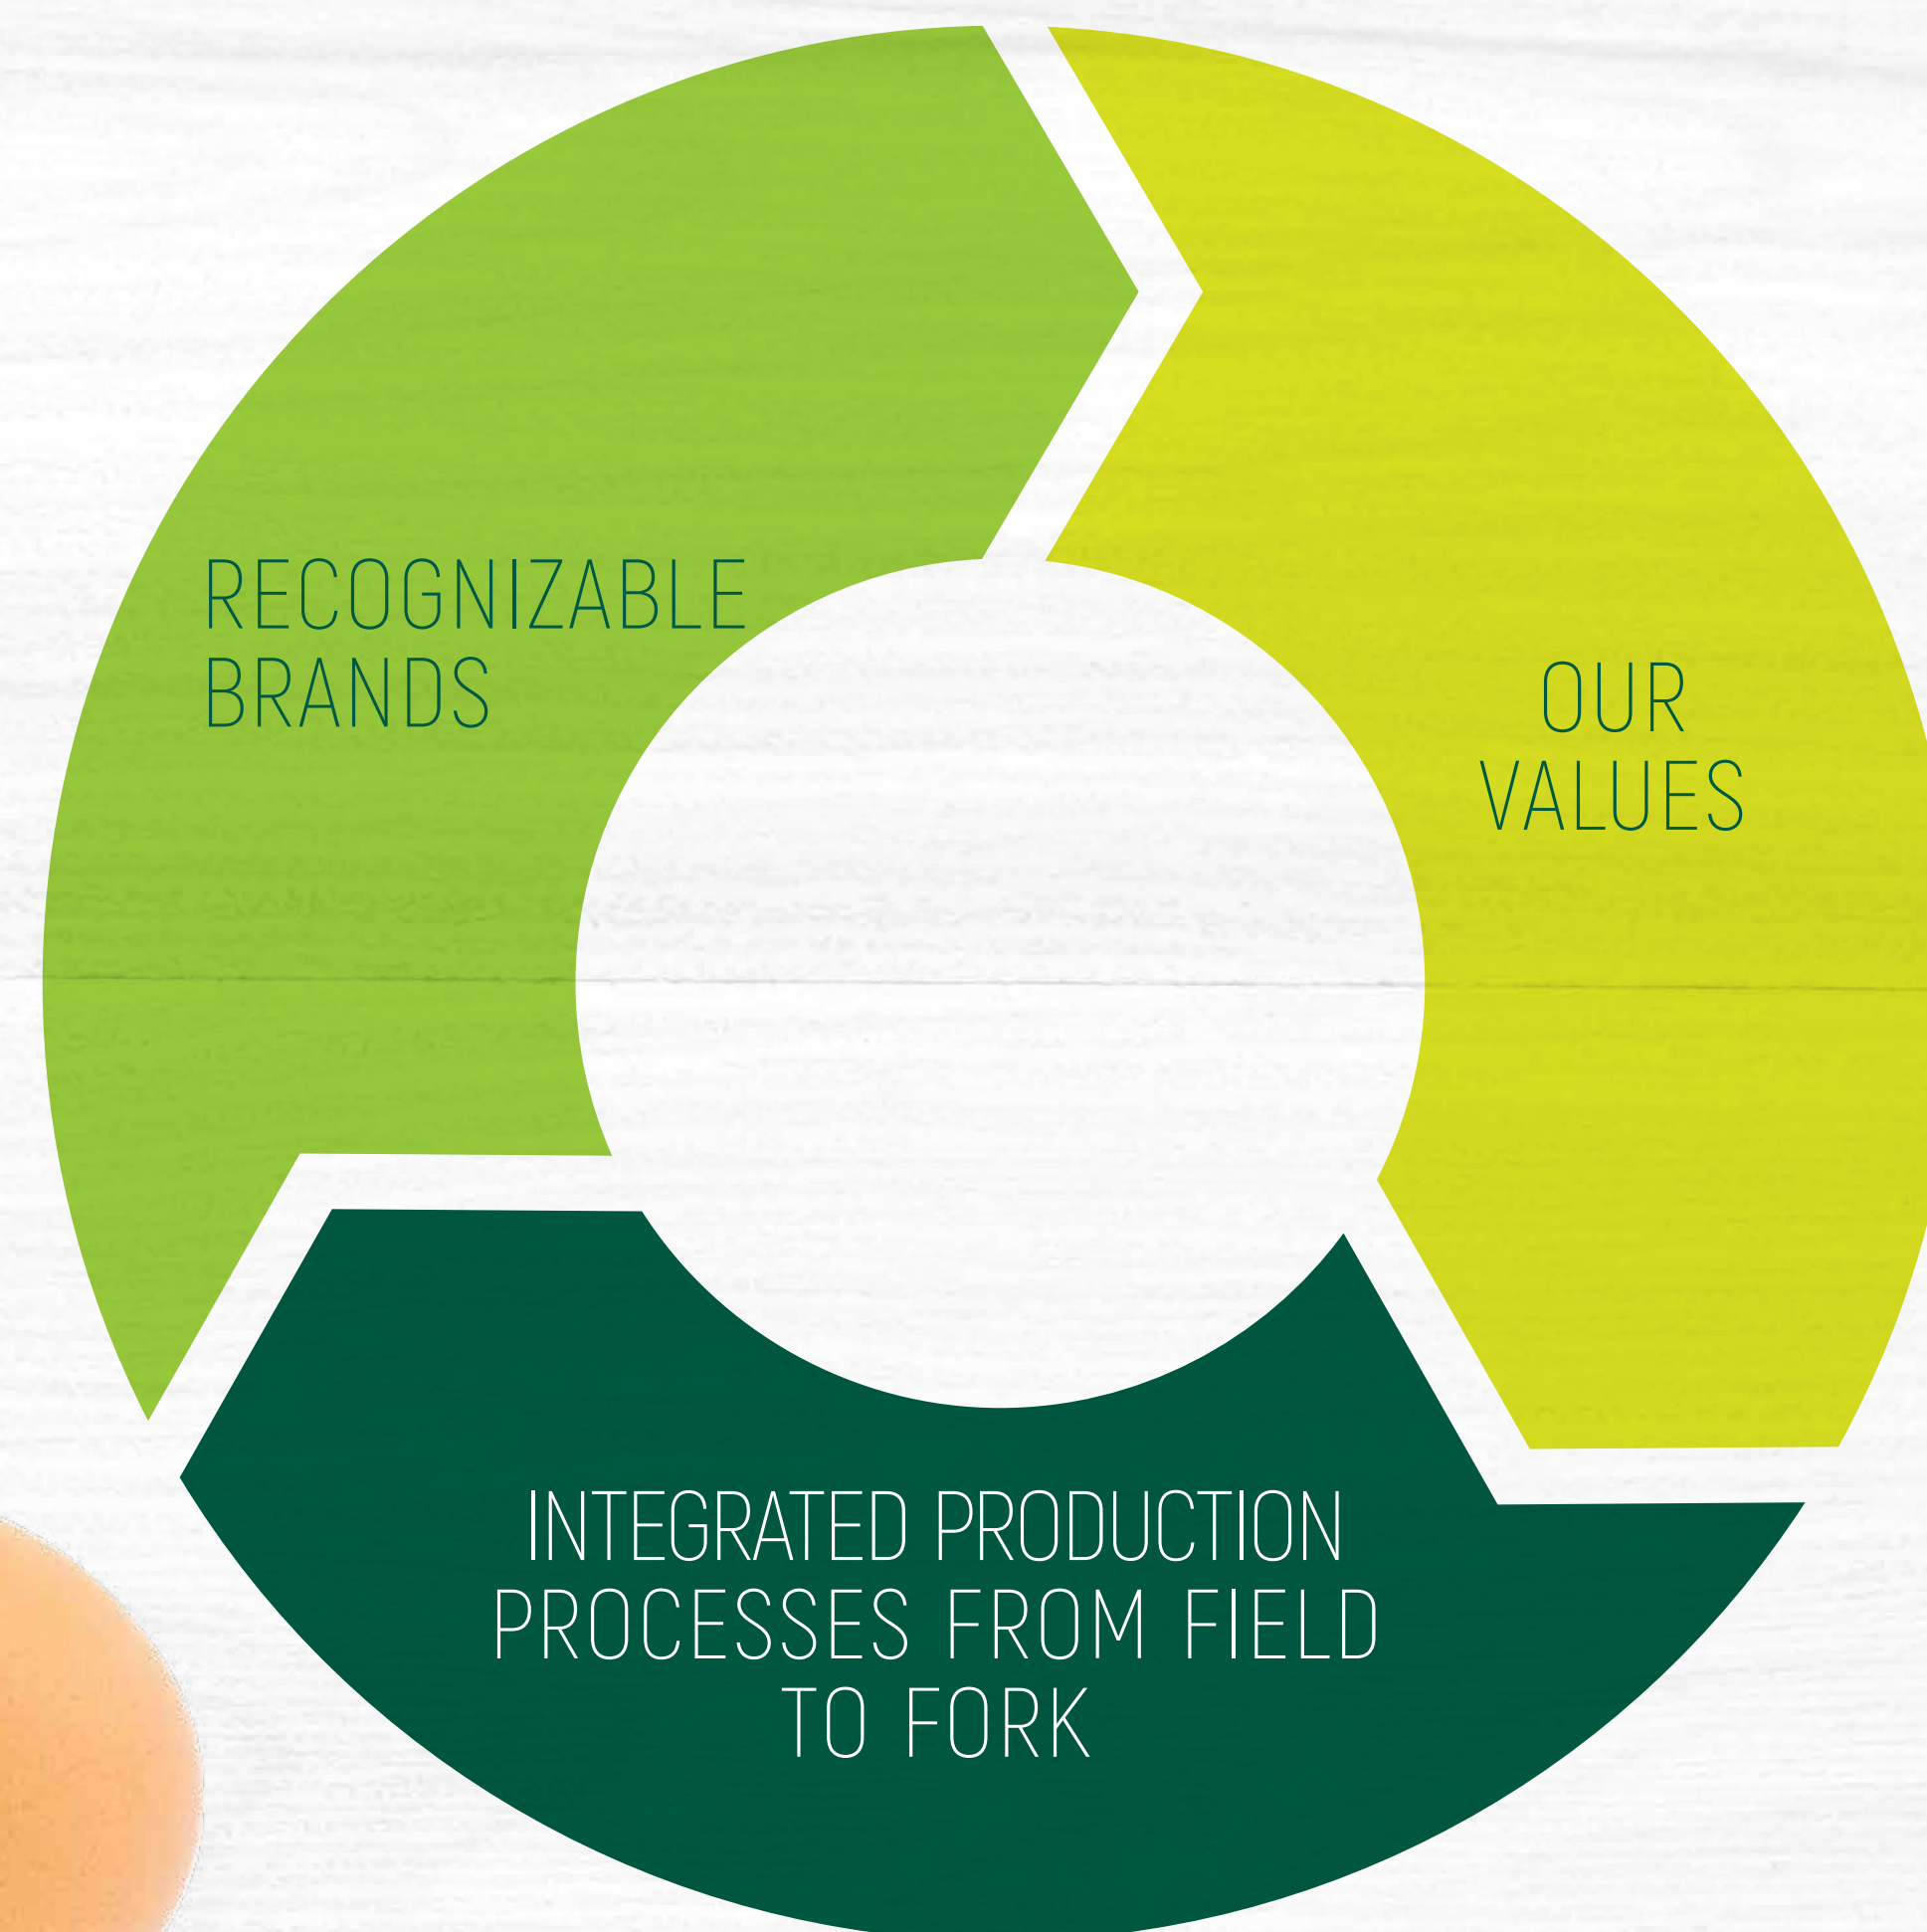 RECOGNIZABLE
BRANDS
OUR
VALUES
INTEGRATED PRODUCTION
PROCESSES FROM FIELD
TO FORK